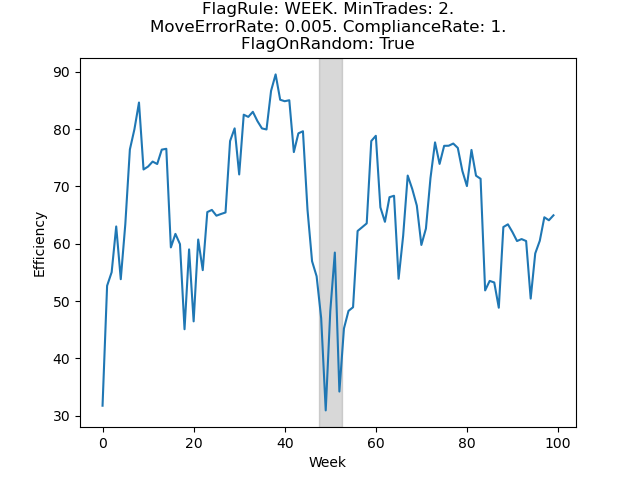 FlagRule: WEEK. MinTrades: 2.
MoveErrorRate: 0.005. ComplianceRate: 1.
FlagOnRandom: True
90
80
70
60
50
40
30
Efficiency
0 20 40 60 80 100
Week